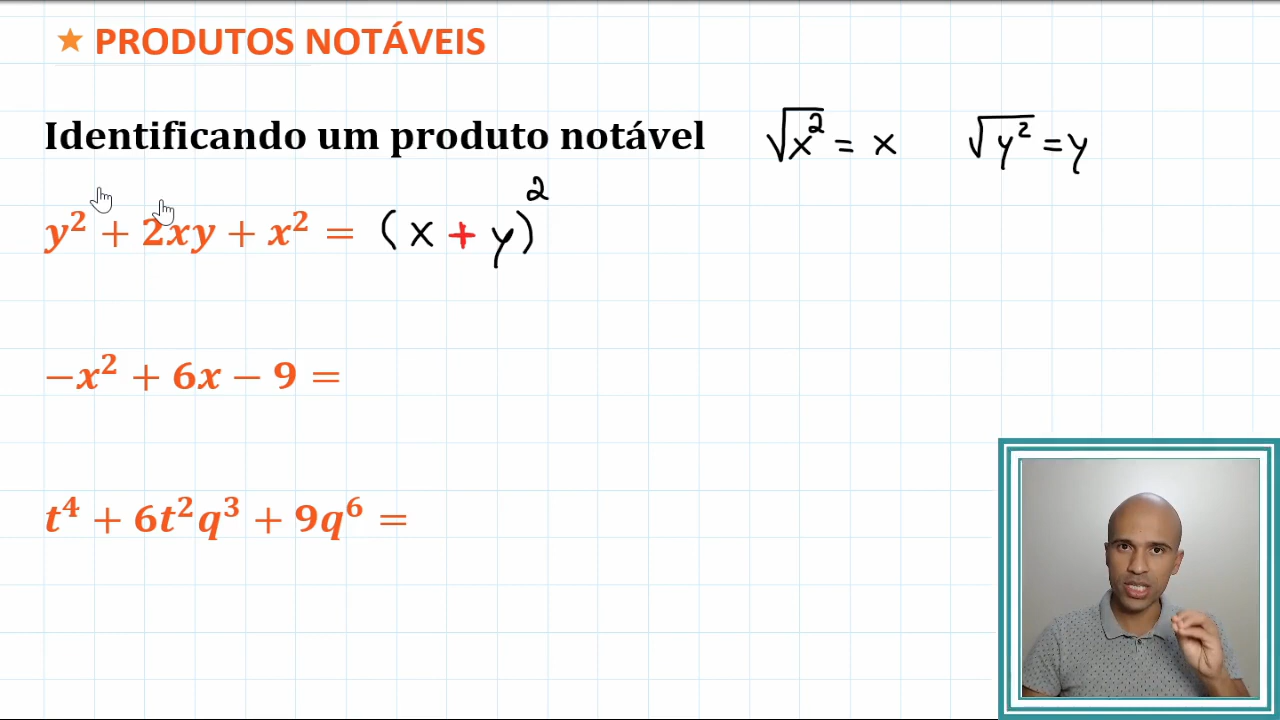 PRODUTOS NOTÁVEIS
Identificando um produto notável
√x² = x √y² = y
y² + 2xy + x² = (x + y)²
−x² + 6x − 9 =
t⁴ + 6t²q³ + 9q⁶ =